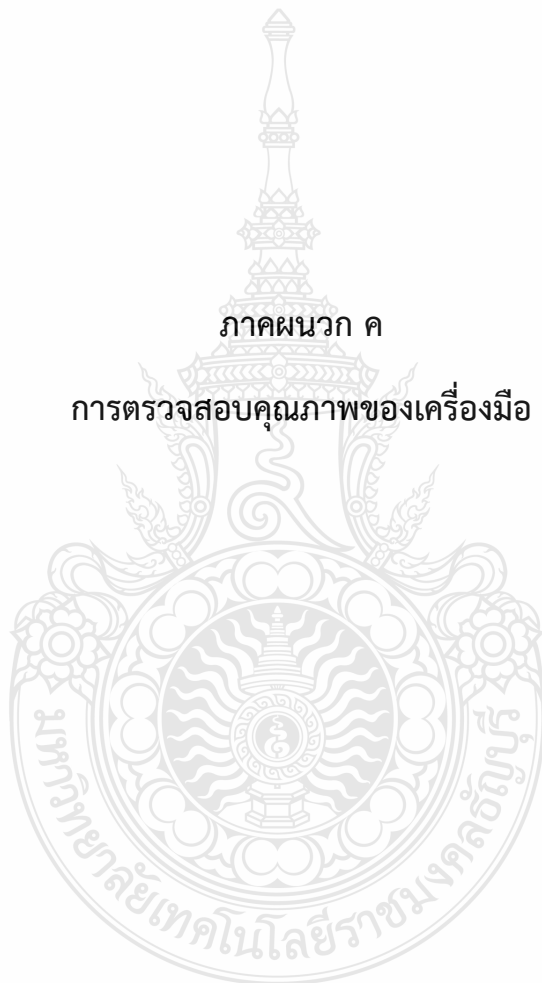 ภาคผนวก ค
การตรวจสอบคุณภาพของเครื่องมือ
มหาวิทยาลัยเทคโนโลยีราชมงคลธัญบุรี